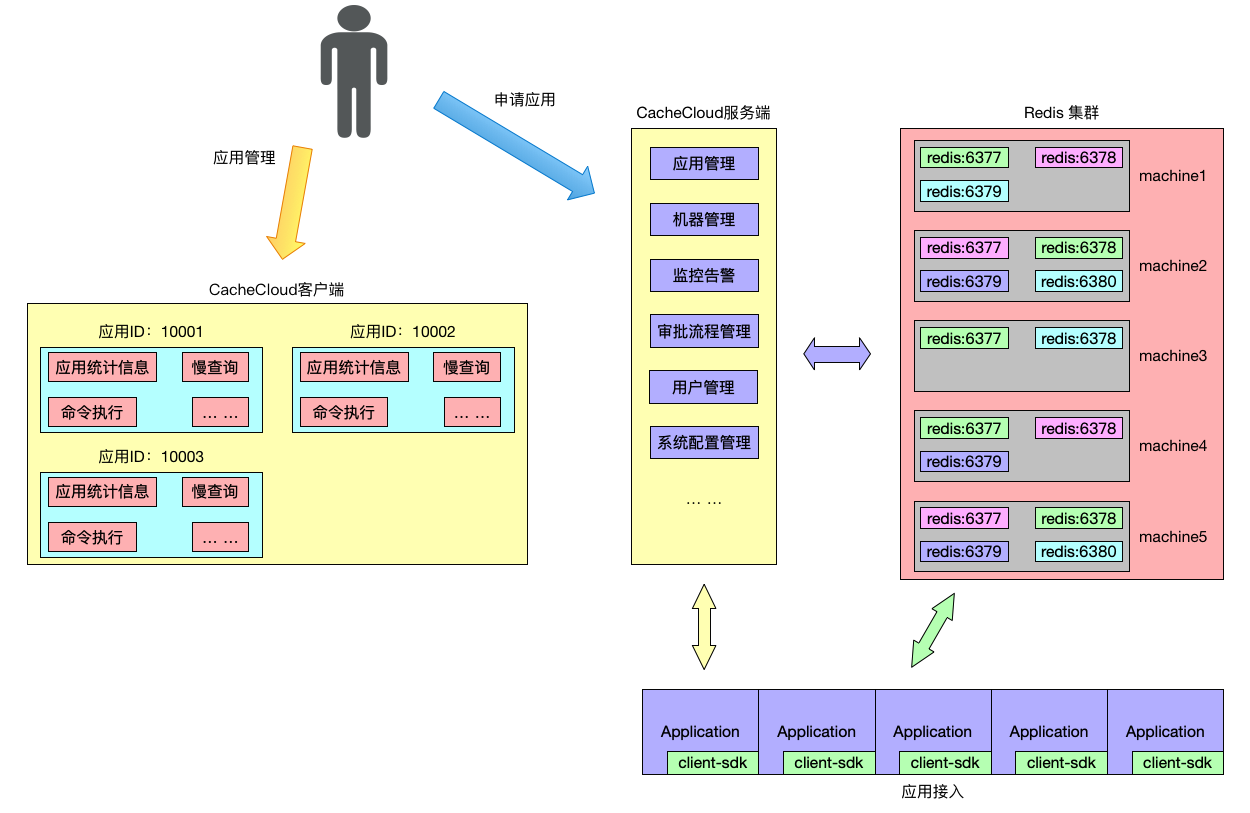 申请应用
应用管理
CacheCloud客户端
应用ID：10001
应用统计信息
慢查询
命令执行
... ...
应用ID：10002
应用统计信息
慢查询
命令执行
... ...
应用ID：10003
应用统计信息
慢查询
命令执行
... ...
CacheCloud服务端
应用管理
机器管理
监控告警
审批流程管理
用户管理
系统配置管理
... ...
Redis 集群
redis:6377
redis:6378
redis:6379
machine1
redis:6377
redis:6378
redis:6379
redis:6380
machine2
redis:6377
redis:6378
machine3
redis:6377
redis:6378
redis:6379
machine4
redis:6377
redis:6378
redis:6379
redis:6380
machine5
Application
client-sdk
Application
client-sdk
Application
client-sdk
Application
client-sdk
Application
client-sdk
应用接入